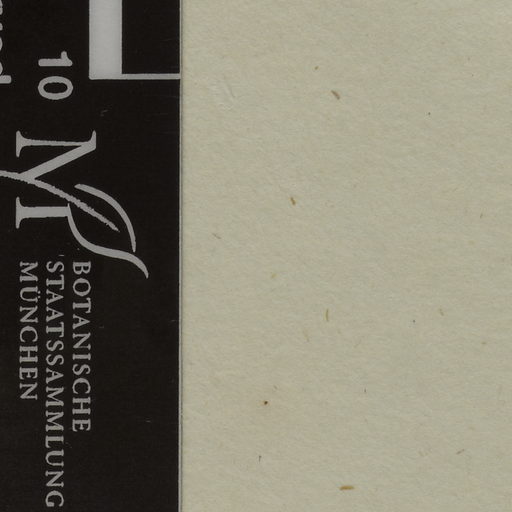 10
BOTANISCHE
STAATSSAMMLUNG
MÜNCHEN